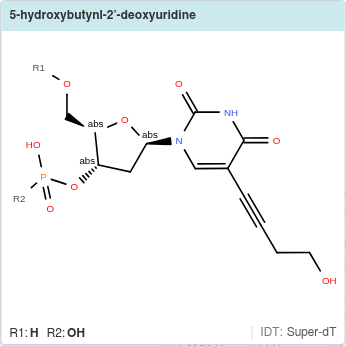 5-hydroxybutynl-2'-deoxyuridine
R1
O
O
abs
O
abs
N
NH
O
HO
abs
P
O
R2
O
OH
R1: H R2: OH
IDT: Super-dT